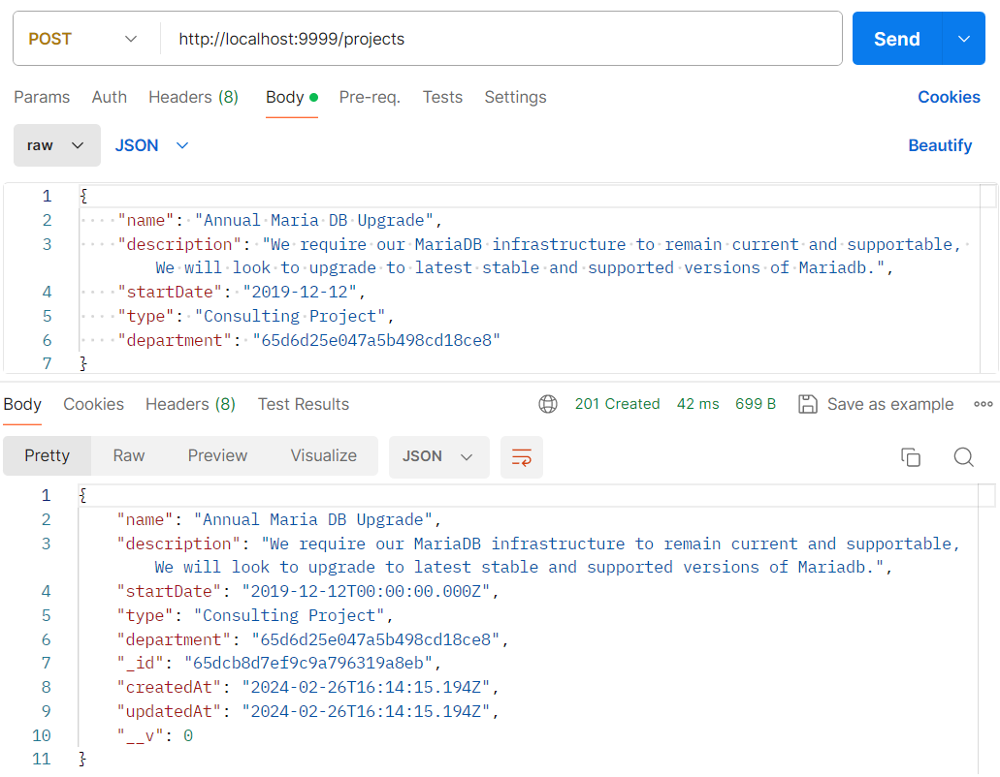 POST http://localhost:9999/projects Send
Params Auth Headers (8) Body Pre-req. Tests Settings Cookies
raw JSON Beautify
1 {
2 "name": "Annual Maria DB Upgrade",
3 "description": "We require our MariaDB infrastructure to remain current and supportable,
We will look to upgrade to latest stable and supported versions of Mariadb.",
4 "startDate": "2019-12-12",
5 "type": "Consulting Project",
6 "department": "65d6d25e047a5b498cd18ce8"
7 }
Body Cookies Headers (8) Test Results 201 Created 42 ms 699 B Save as example
Pretty Raw Preview Visualize JSON
1 {
2 "name": "Annual Maria DB Upgrade",
3 "description": "We require our MariaDB infrastructure to remain current and supportable,
We will look to upgrade to latest stable and supported versions of Mariadb.",
4 "startDate": "2019-12-12T00:00:00.000Z",
5 "type": "Consulting Project",
6 "department": "65d6d25e047a5b498cd18ce8",
7 "_id": "65dcb8d7ef9c9a796319a8eb",
8 "createdAt": "2024-02-26T16:14:15.194Z",
9 "updatedAt": "2024-02-26T16:14:15.194Z",
10 "__v": 0
11 }